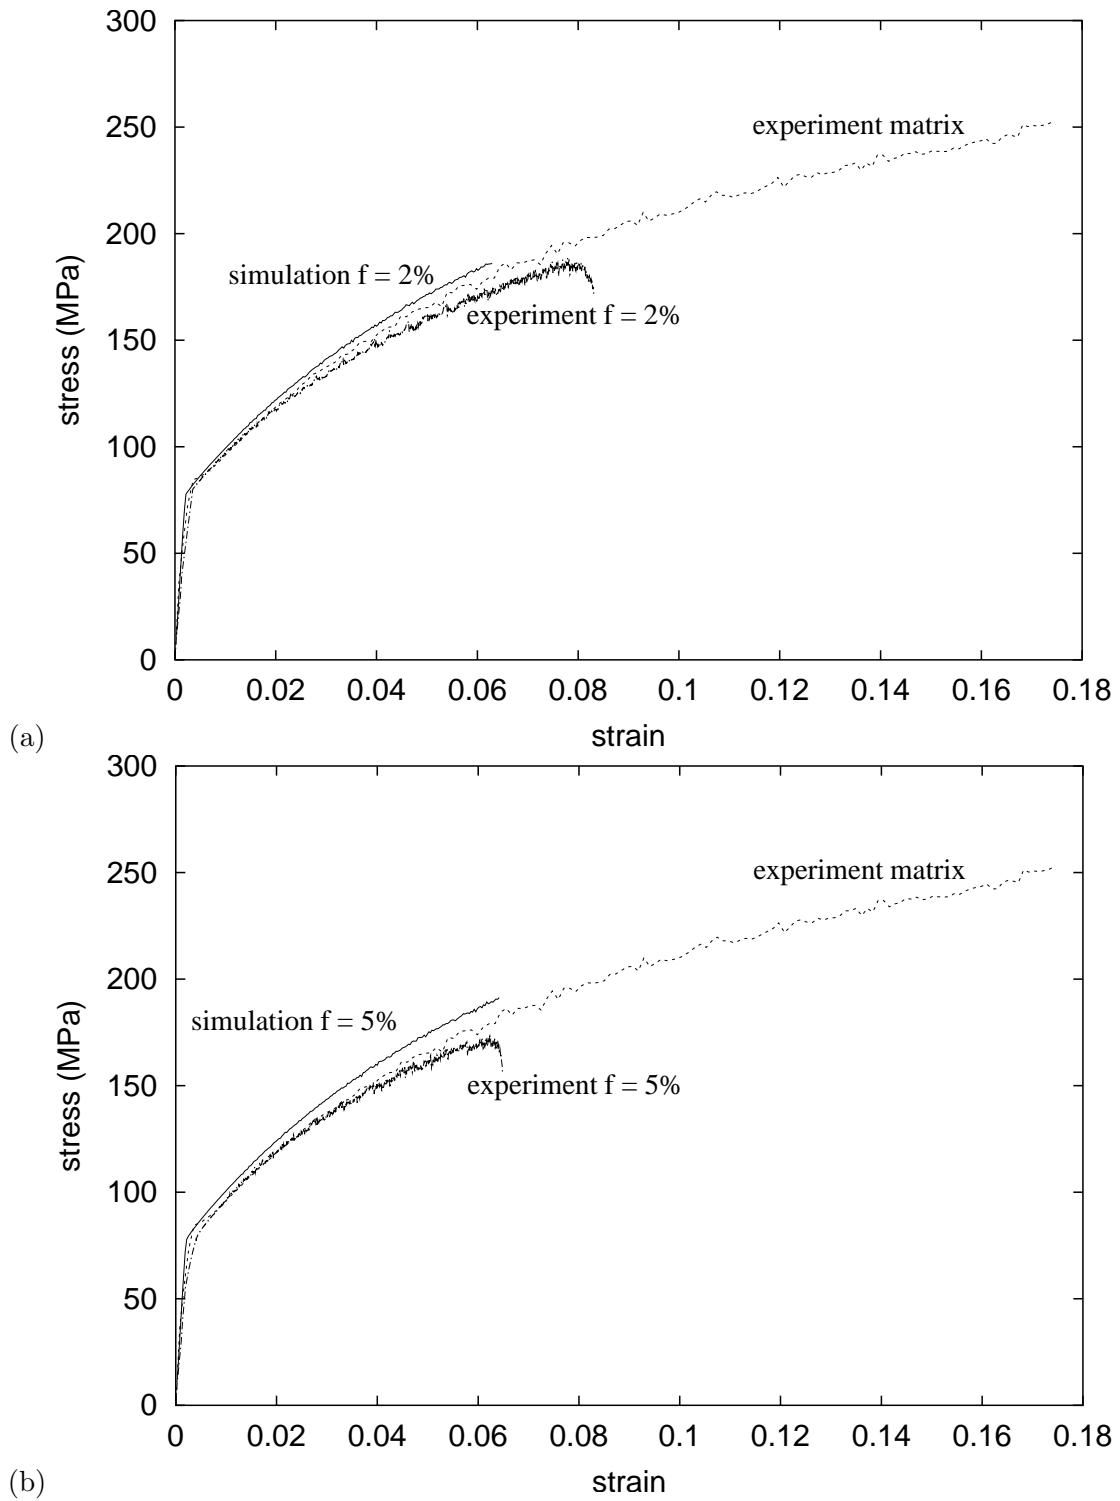 300
250
200
150
100
50
0
stress (MPa)
experiment matrix
simulation f = 2%
experiment f = 2%
0 0.02 0.04 0.06 0.08 0.1 0.12 0.14 0.16 0.18
strain
(a)
300
250
200
150
100
50
0
stress (MPa)
experiment matrix
simulation f = 5%
experiment f = 5%
0 0.02 0.04 0.06 0.08 0.1 0.12 0.14 0.16 0.18
strain
(b)